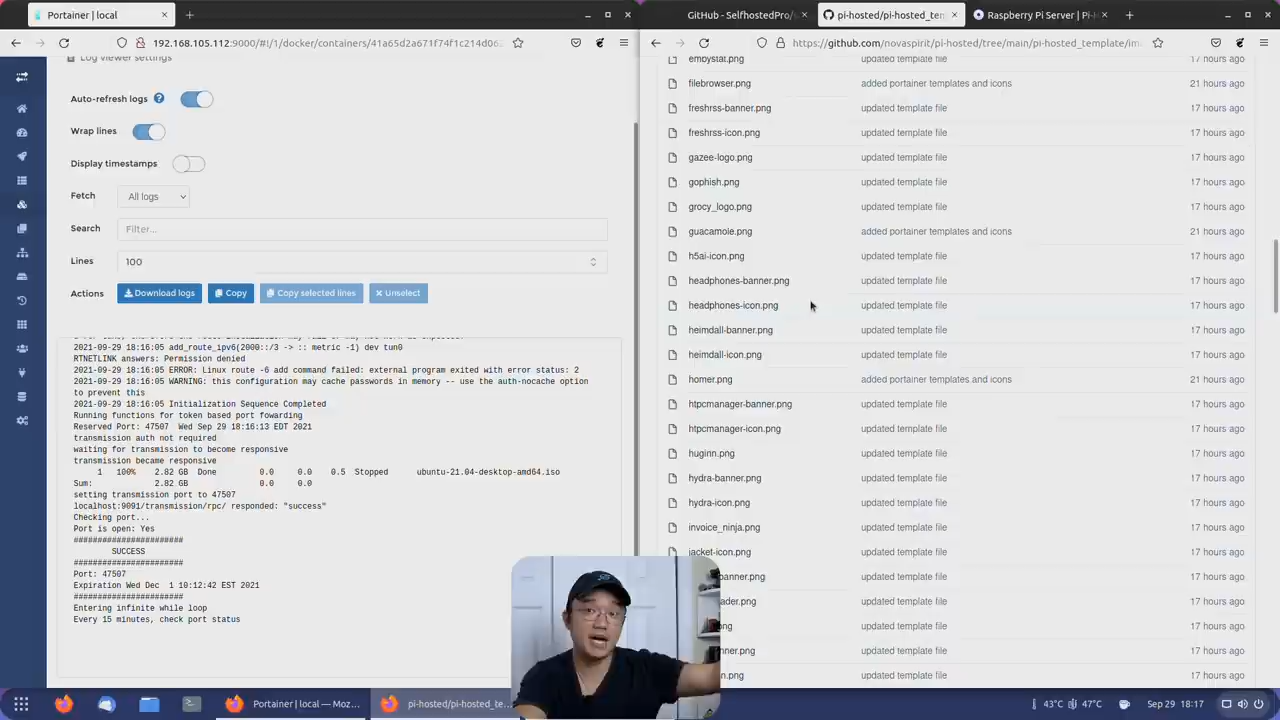 Portainer | local
192.168.105.112:9000/#!/1/docker/containers/41a65d2a671f74f1c214d06
Log viewer settings
Auto-refresh logs
Wrap lines
Display timestamps
Fetch
All logs
Search
Filter...
Lines
100
Actions
Download logs
Copy
Copy selected lines
Unselect
2021-09-29 18:16:05 add_route_ipv6(2000::/3 -> :: metric -1) dev tun0
RTNETLINK answers: Permission denied
2021-09-29 18:16:05 ERROR: Linux route -6 add command failed: external program exited with error status: 2
2021-09-29 18:16:05 WARNING: this configuration may cache passwords in memory -- use the auth-nocache option
to prevent this
2021-09-29 18:16:05 Initialization Sequence Completed
Running functions for token based port fowarding
Reserved Port: 47507 Wed Sep 29 18:16:13 EDT 2021
transmission auth not required
waiting for transmission to become responsive
transmission became responsive
1 100% 2.82 GB Done 0.0 0.0 0.5 Stopped ubuntu-21.04-desktop-amd64.iso
Sum: 2.82 GB 0.0 0.0
setting transmission port to 47507
localhost:9091/transmission/rpc/ responded: "success"
Checking port...
Port is open: Yes
#######################
SUCCESS
#######################
Port: 47507
Expiration Wed Dec 1 10:12:42 EST 2021
#######################
Entering infinite while loop
Every 15 minutes, check port status
GitHub - SelfhostedPro/s
pi-hosted/pi-hosted_tem
Raspberry Pi Server | Pi-H
https://github.com/novaspirit/pi-hosted/tree/main/pi-hosted_template/im
embystat.png updated template file 17 hours ago
filebrowser.png added portainer templates and icons 21 hours ago
freshrss-banner.png updated template file 17 hours ago
freshrss-icon.png updated template file 17 hours ago
gazee-logo.png updated template file 17 hours ago
gophish.png updated template file 17 hours ago
grocy_logo.png updated template file 17 hours ago
guacamole.png added portainer templates and icons 21 hours ago
h5ai-icon.png updated template file 17 hours ago
headphones-banner.png updated template file 17 hours ago
headphones-icon.png updated template file 17 hours ago
heimdall-banner.png updated template file 17 hours ago
heimdall-icon.png updated template file 17 hours ago
homer.png added portainer templates and icons 21 hours ago
htpcmanager-banner.png updated template file 17 hours ago
htpcmanager-icon.png updated template file 17 hours ago
huginn.png updated template file 17 hours ago
hydra-banner.png updated template file 17 hours ago
hydra-icon.png updated template file 17 hours ago
invoice_ninja.png updated template file 17 hours ago
jacket-icon.png updated template file 17 hours ago
banner.png updated template file 17 hours ago
ader.png updated template file 17 hours ago
.png updated template file 17 hours ago
nner.png updated template file 17 hours ago
n.png updated template file 17 hours ago
Portainer | local — Moz...
pi-hosted/pi-hosted_te...
43°C 47°C Sep 29 18:17